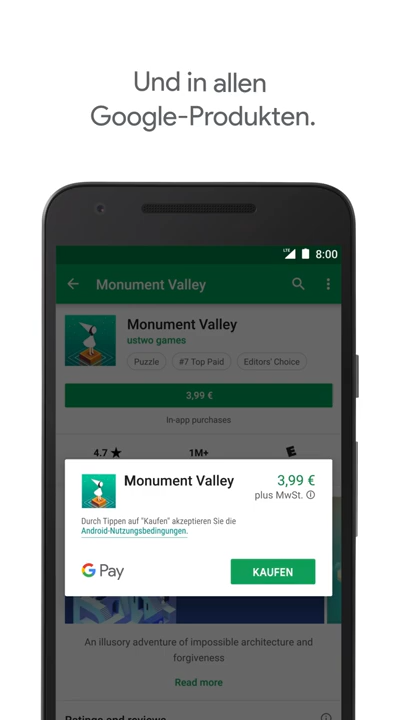 Und in allen
Google-Produkten.
LTE 8:00
Monument Valley
Monument Valley
ustwo games
Puzzle #7 Top Paid Editors' Choice
3,99 €
In-app purchases
4.7 ★ 1M+ E
Monument Valley 3,99 €
plus MwSt.
Durch Tippen auf "Kaufen" akzeptieren Sie die
Android-Nutzungsbedingungen.
G Pay KAUFEN
An illusory adventure of impossible architecture and
forgiveness
Read more
Ratings and reviews